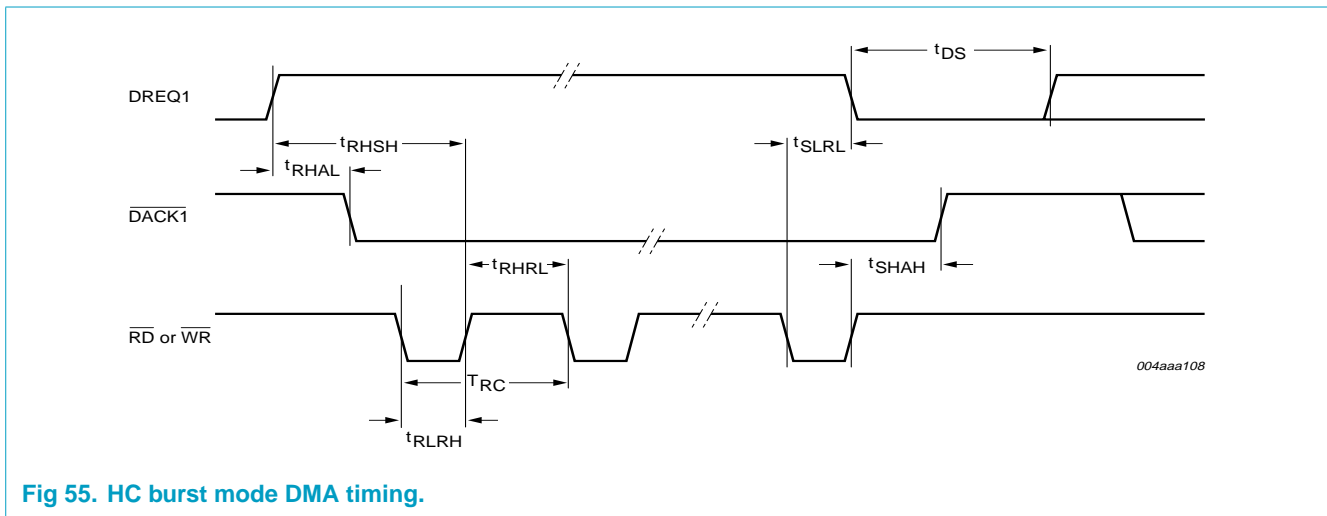 tDS
DREQ1
tRHSH
tSLRL
tRHAL
DACK1
tRHRL
tSHAH
RD or WR
004aaa108
TRC
tRLRH
Fig 55. HC burst mode DMA timing.